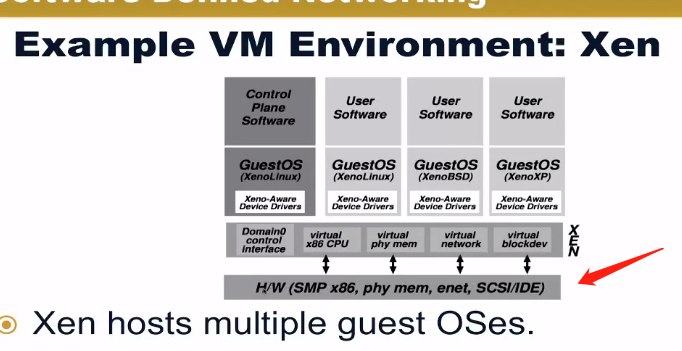 Software Defined Networking
Example VM Environment: Xen
Control
Plane
Software
User
Software
User
Software
User
Software
GuestOS
(XenoLinux)
Xeno-Aware
Device Drivers
GuestOS
(XenoLinux)
Xeno-Aware
Device Drivers
GuestOS
(XenoBSD)
Xeno-Aware
Device Drivers
GuestOS
(XenoXP)
Xeno-Aware
Device Drivers
Domain0
control
interface
virtual
x86 CPU
virtual
phy mem
virtual
network
virtual
blockdev
XEN
H/W (SMP x86, phy mem, enet, SCSI/IDE)
Xen hosts multiple guest OSes.